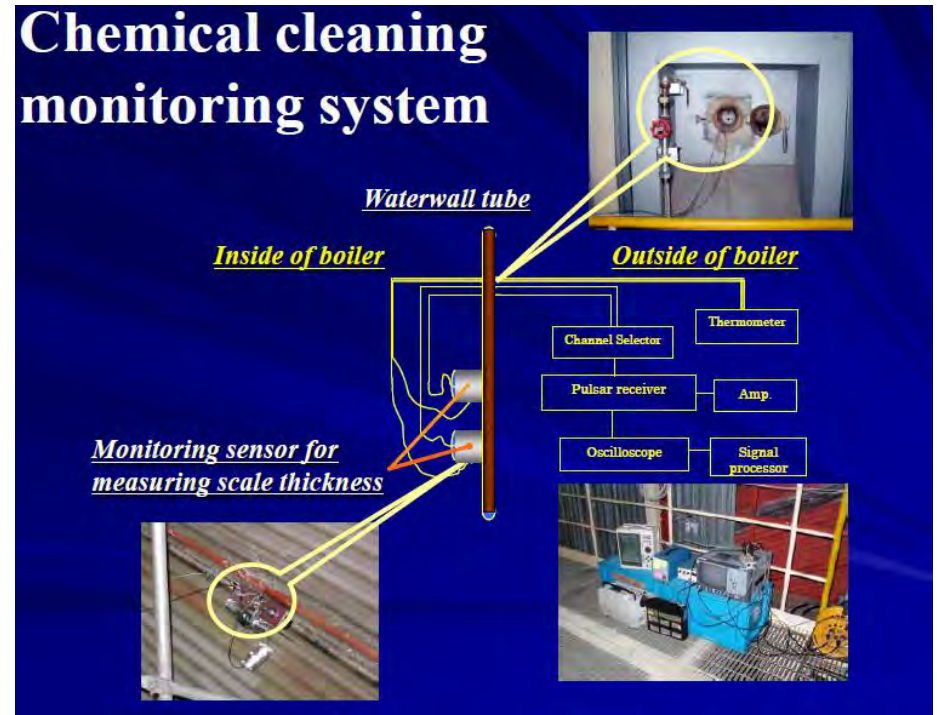 Chemical cleaning
monitoring system
Waterwall tube
Inside of boiler
Outside of boiler
Thermometer
Channel Selector
Pulsar receiver
Amp.
Oscilloscope
Signal
processor
Monitoring sensor for
measuring scale thickness